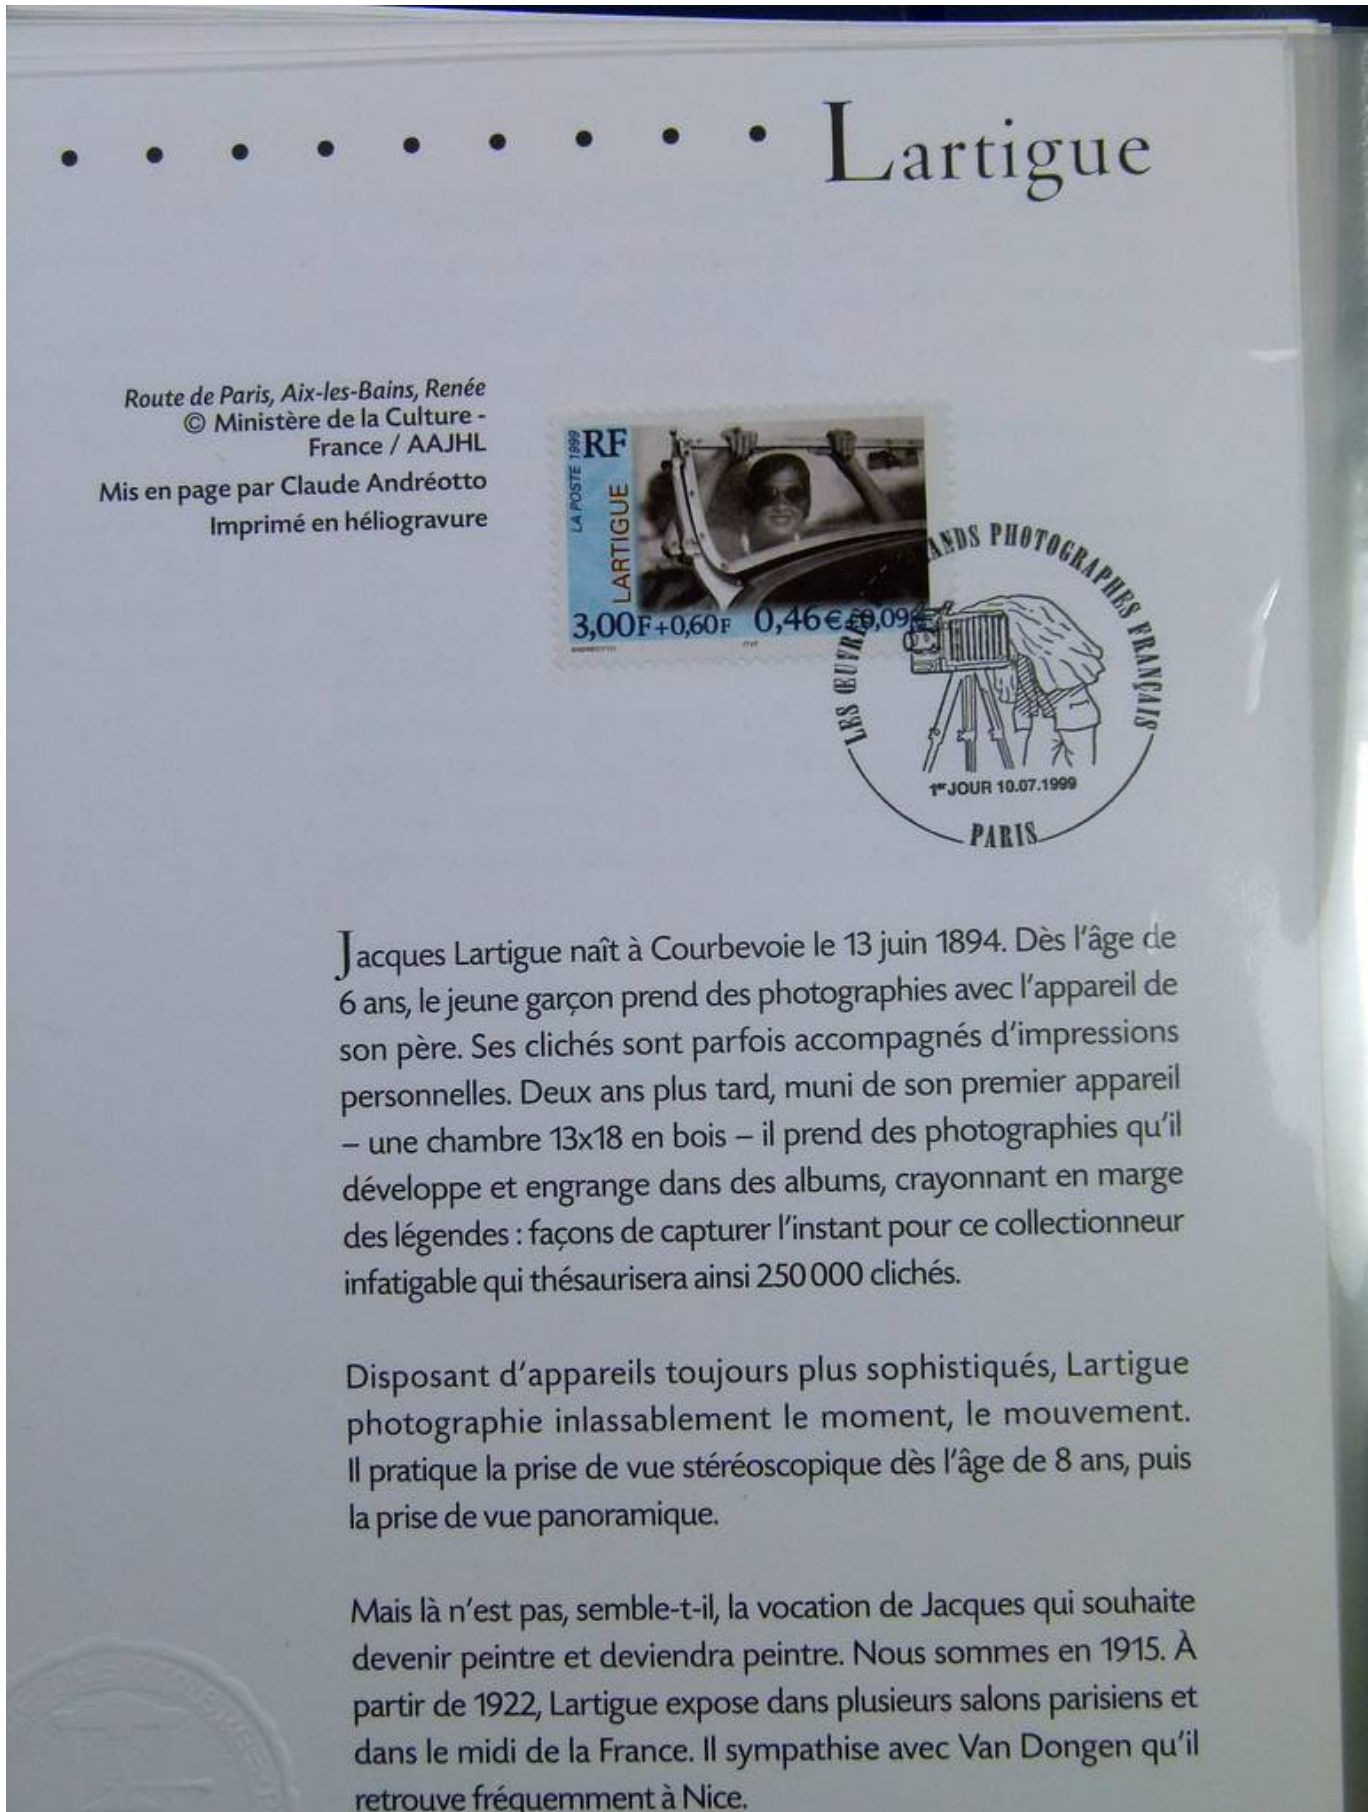 Lartigue
Route de Paris, Aix-les-Bains, Renée
© Ministère de la Culture -
France / AAJHL
Mis en page par Claude Andréotto
Imprimé en héliogravure
LA POSTE 1999
RF
LARTIGUE
3,00F+0,60F 0,46€ 0,09€
LES ŒUVRES ANDS PHOTOGRAPHES FRANÇAIS
1er JOUR 10.07.1999
PARIS
Jacques Lartigue naît à Courbevoie le 13 juin 1894. Dès l'âge de
6 ans, le jeune garçon prend des photographies avec l'appareil de
son père. Ses clichés sont parfois accompagnés d'impressions
personnelles. Deux ans plus tard, muni de son premier appareil
– une chambre 13x18 en bois – il prend des photographies qu'il
développe et engrange dans des albums, crayonnant en marge
des légendes : façons de capturer l'instant pour ce collectionneur
infatigable qui thésaurisera ainsi 250 000 clichés.
Disposant d'appareils toujours plus sophistiqués, Lartigue
photographie inlassablement le moment, le mouvement.
Il pratique la prise de vue stéréoscopique dès l'âge de 8 ans, puis
la prise de vue panoramique.
Mais là n'est pas, semble-t-il, la vocation de Jacques qui souhaite
devenir peintre et deviendra peintre. Nous sommes en 1915. À
partir de 1922, Lartigue expose dans plusieurs salons parisiens et
dans le midi de la France. Il sympathise avec Van Dongen qu'il
retrouve fréquemment à Nice.